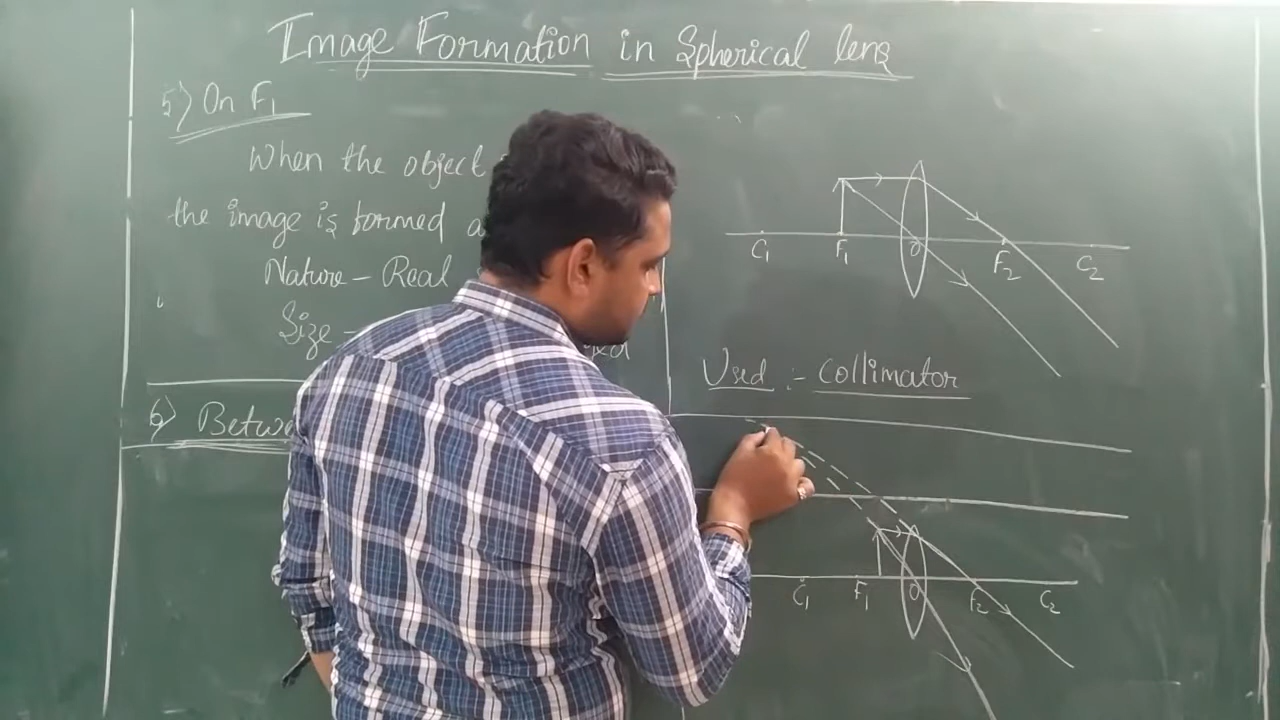 Image Formation in Spherical lens
5) On F₁
When the object
the image is formed a
Nature – Real
Size –
6) Betwe
C₁ F₁ O F₂ C₂
Used :- Collimator
C₁ F₁ O F₂ C₂